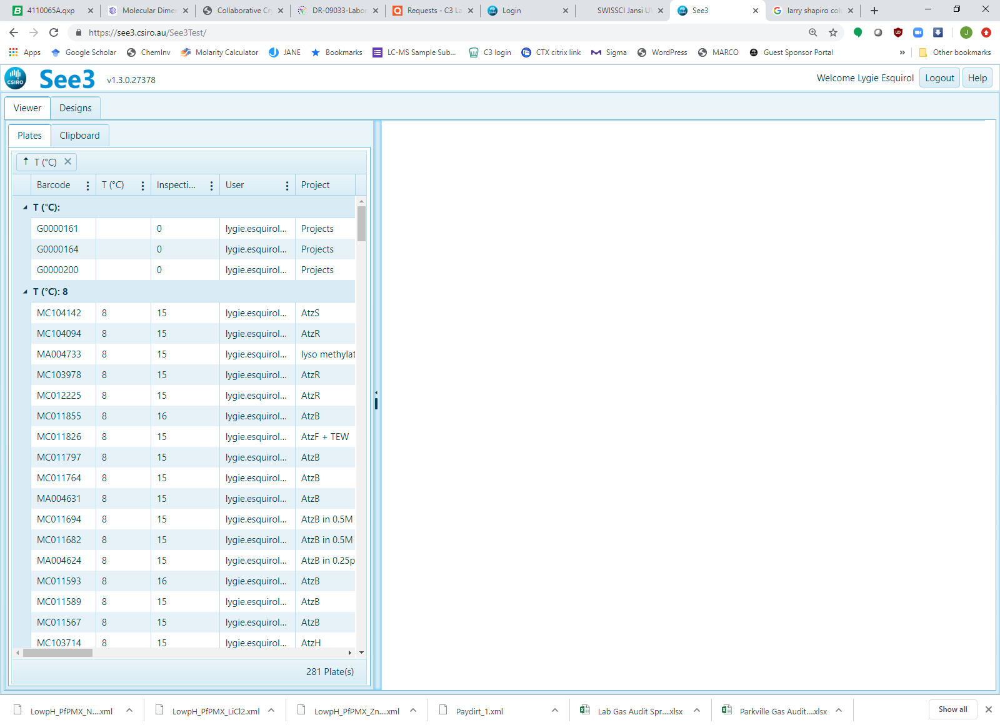 4110065A.qxp
Molecular Dimer
Collaborative Cr
DR-09033-Labor
Requests - C3 La
Login
SWISSCI Jansi U
See3
larry shapiro col
https://see3.csiro.au/See3Test/
Apps
Google Scholar
ChemInv
Molarity Calculator
JANE
Bookmarks
LC-MS Sample Sub...
C3 login
CTX citrix link
Sigma
WordPress
MARCO
Guest Sponsor Portal
»
Other bookmarks
CSIRO
See3 v1.3.0.27378
Welcome Lygie Esquirol Logout Help
Viewer Designs
Plates Clipboard
↑ T (°C) ×
Barcode T (°C) Inspecti... User Project
T (°C):
G0000161 0 lygie.esquirol... Projects
G0000164 0 lygie.esquirol... Projects
G0000200 0 lygie.esquirol... Projects
T (°C): 8
MC104142 8 15 lygie.esquirol... AtzS
MC104094 8 15 lygie.esquirol... AtzR
MA004733 8 15 lygie.esquirol... lyso methylat
MC103978 8 15 lygie.esquirol... AtzR
MC012225 8 15 lygie.esquirol... AtzR
MC011855 8 16 lygie.esquirol... AtzB
MC011826 8 15 lygie.esquirol... AtzF + TEW
MC011797 8 15 lygie.esquirol... AtzB
MC011764 8 15 lygie.esquirol... AtzB
MA004631 8 15 lygie.esquirol... AtzB
MC011694 8 15 lygie.esquirol... AtzB in 0.5M
MC011682 8 15 lygie.esquirol... AtzB in 0.5M
MA004624 8 15 lygie.esquirol... AtzB in 0.25p
MC011593 8 16 lygie.esquirol... AtzB
MC011589 8 15 lygie.esquirol... AtzB
MC011567 8 15 lygie.esquirol... AtzB
MC103714 8 15 lygie.esquirol... AtzH
281 Plate(s)
LowpH_PfPMX_N....xml
LowpH_PfPMX_LiCl2.xml
LowpH_PfPMX_Zn....xml
Paydirt_1.xml
Lab Gas Audit Spr....xlsx
Parkville Gas Audit....xlsx
Show all